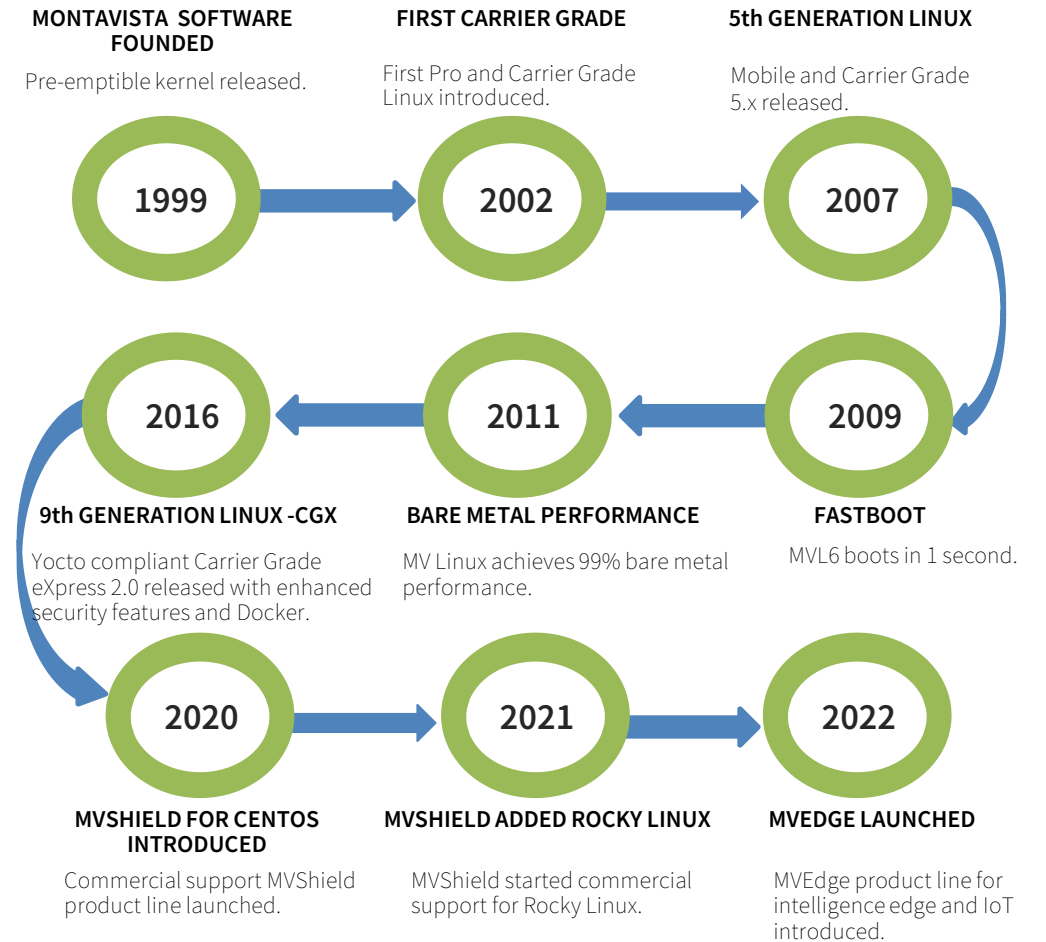 MONTAVISTA SOFTWARE
FOUNDED
Pre-emptible kernel released.
1999
FIRST CARRIER GRADE
First Pro and Carrier Grade
Linux introduced.
2002
5th GENERATION LINUX
Mobile and Carrier Grade
5.x released.
2007
2009
FASTBOOT
MVL6 boots in 1 second.
2011
BARE METAL PERFORMANCE
MV Linux achieves 99% bare metal
performance.
2016
9th GENERATION LINUX -CGX
Yocto compliant Carrier Grade
eXpress 2.0 released with enhanced
security features and Docker.
2020
MVSHIELD FOR CENTOS
INTRODUCED
Commercial support MVShield
product line launched.
2021
MVSHIELD ADDED ROCKY LINUX
MVShield started commercial
support for Rocky Linux.
2022
MVEDGE LAUNCHED
MVEdge product line for
intelligence edge and IoT
introduced.